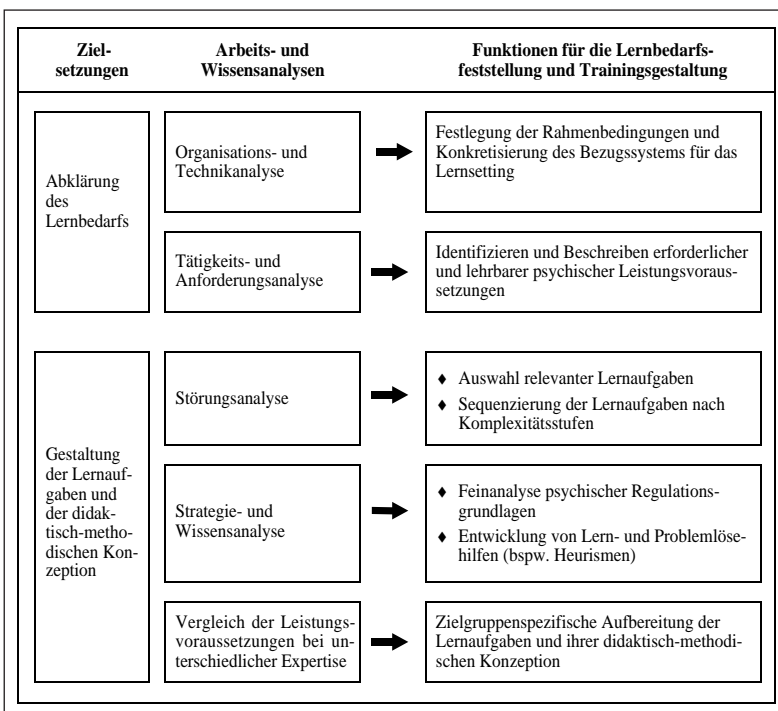 Ziel-
setzungen
Arbeits- und
Wissensanalysen
Funktionen für die Lernbedarfs-
feststellung und Trainingsgestaltung
Abklärung
des
Lernbedarfs
Organisations- und
Technikanalyse
Festlegung der Rahmenbedingungen und
Konkretisierung des Bezugssystems für das
Lernsetting
Tätigkeits- und
Anforderungsanalyse
Identifizieren und Beschreiben erforderlicher
und lehrbarer psychischer Leistungsvoraus-
setzungen
Gestaltung
der Lernauf-
gaben und
der didak-
tisch-metho-
dischen Kon-
zeption
Störungsanalyse
♦ Auswahl relevanter Lernaufgaben
♦ Sequenzierung der Lernaufgaben nach
Komplexitätsstufen
Strategie- und
Wissensanalyse
♦ Feinanalyse psychischer Regulations-
grundlagen
♦ Entwicklung von Lern- und Problemlöse-
hilfen (bspw. Heurismen)
Vergleich der Leistungs-
voraussetzungen bei un-
terschiedlicher Expertise
Zielgruppenspezifische Aufbereitung der
Lernaufgaben und ihrer didaktisch-methodi-
schen Konzeption